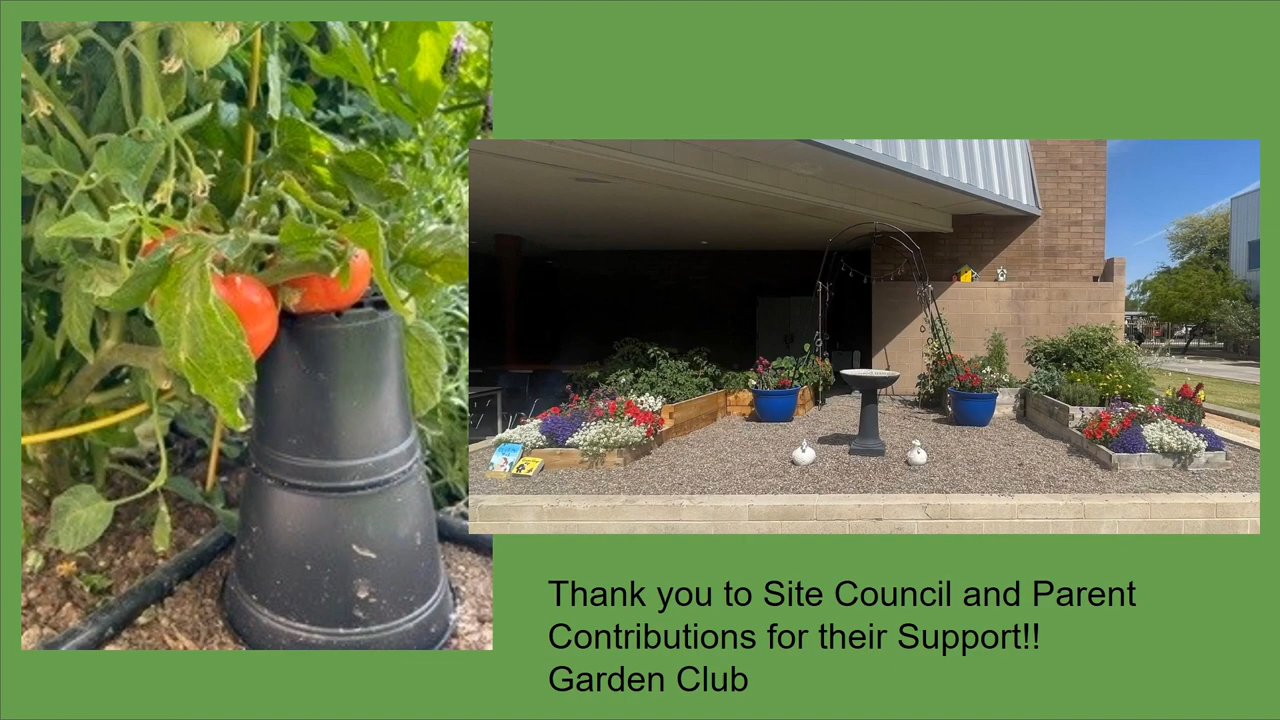 Thank you to Site Council and Parent
Contributions for their Support!!
Garden Club